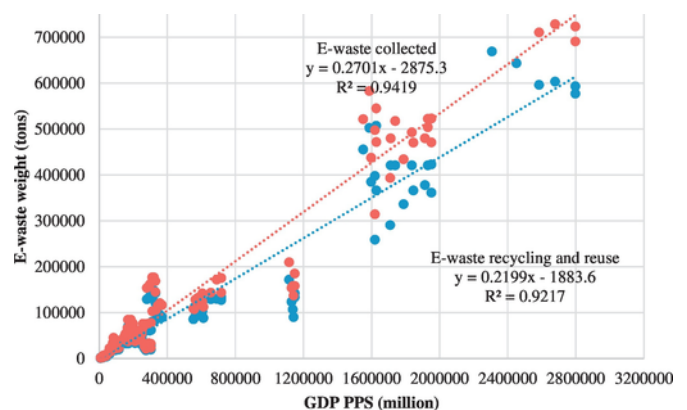 700000
600000
500000
400000
300000
200000
100000
0
E-waste weight (tons)
E-waste collected
y = 0.2701x - 2875.3
R² = 0.9419
E-waste recycling and reuse
y = 0.2199x - 1883.6
R² = 0.9217
0 400000 800000 1200000 1600000 2000000 2400000 2800000 3200000
GDP PPS (million)